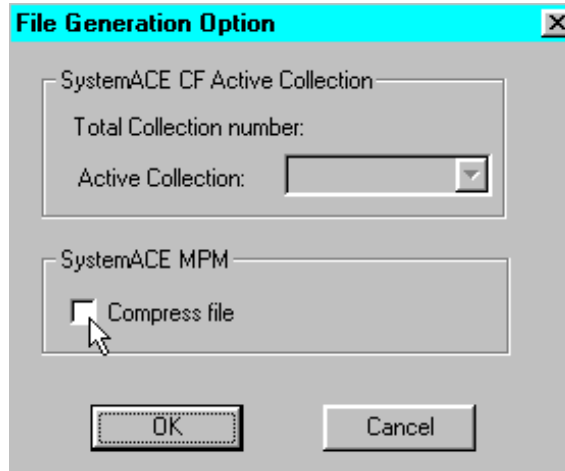 File Generation Option
SystemACE CF Active Collection
Total Collection number:
Active Collection:
SystemACE MPM
Compress file
OK
Cancel